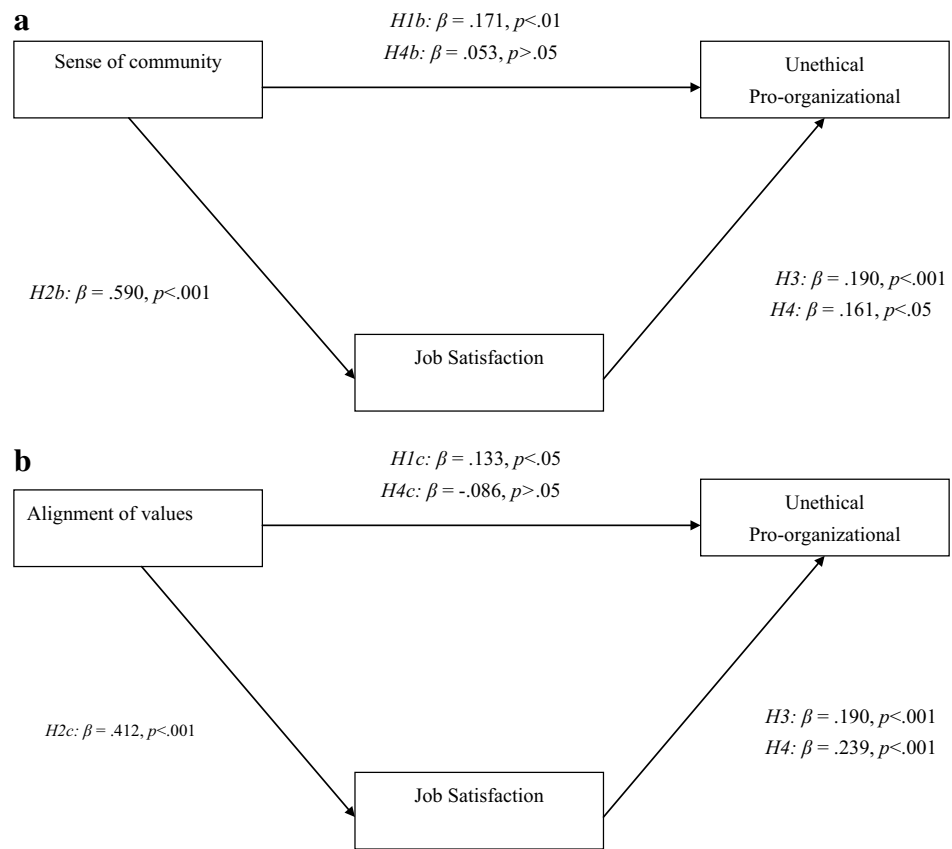 a
H1b: β = .171, p<.01
H4b: β = .053, p>.05
Sense of community
Unethical
Pro-organizational
H2b: β = .590, p<.001
H3: β = .190, p<.001
H4: β = .161, p<.05
Job Satisfaction
b
H1c: β = .133, p<.05
H4c: β = -.086, p>.05
Alignment of values
Unethical
Pro-organizational
H2c: β = .412, p<.001
H3: β = .190, p<.001
H4: β = .239, p<.001
Job Satisfaction